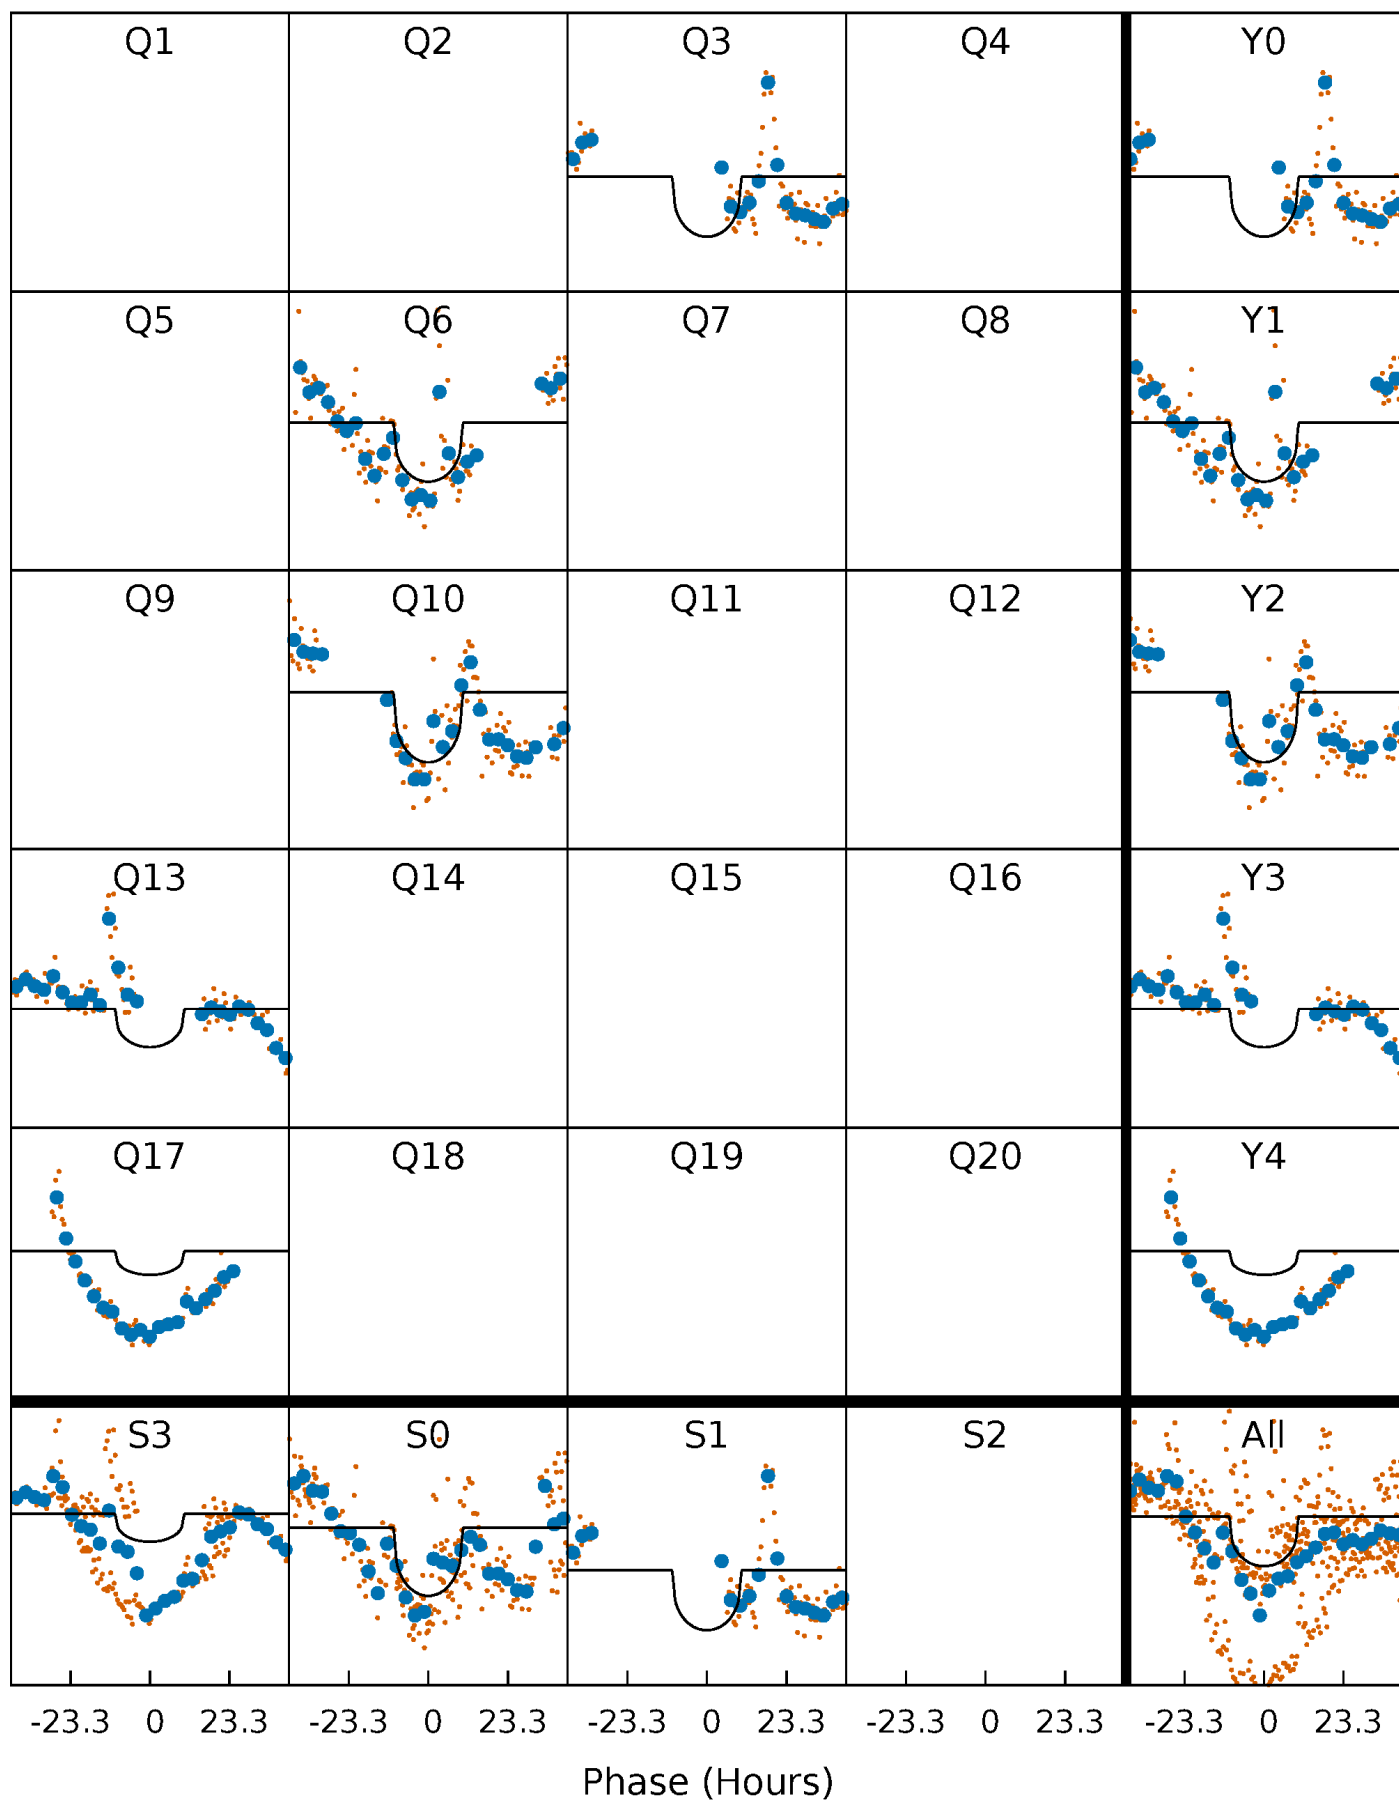 Q1 Q2 Q3 Q4 Y0
Q5 Q6 Q7 Q8 Y1
Q9 Q10 Q11 Q12 Y2
Q13 Q14 Q15 Q16 Y3
Q17 Q18 Q19 Q20 Y4
S3 S0 S1 S2 All
-23.3 0 23.3 -23.3 0 23.3 -23.3 0 23.3 -23.3 0 23.3 -23.3 0 23.3
Phase (Hours)